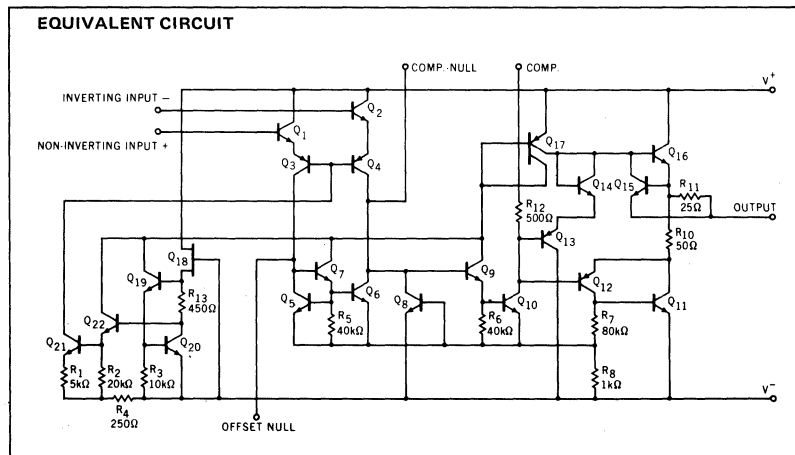 EQUIVALENT CIRCUIT
COMP.-NULL
COMP.
V+
INVERTING INPUT -
NON-INVERTING INPUT +
Q2
Q1
Q3
Q4
Q17
Q16
Q14
Q15
R11
25Ω
OUTPUT
R12
500Ω
Q13
R10
50Ω
Q18
Q19
R13
450Ω
Q7
Q9
Q12
Q5
Q6
Q8
Q10
Q11
Q22
Q21
Q20
R5
40kΩ
R6
40kΩ
R7
80kΩ
R1
5kΩ
R2
20kΩ
R3
10kΩ
R8
1kΩ
R4
250Ω
V-
OFFSET NULL